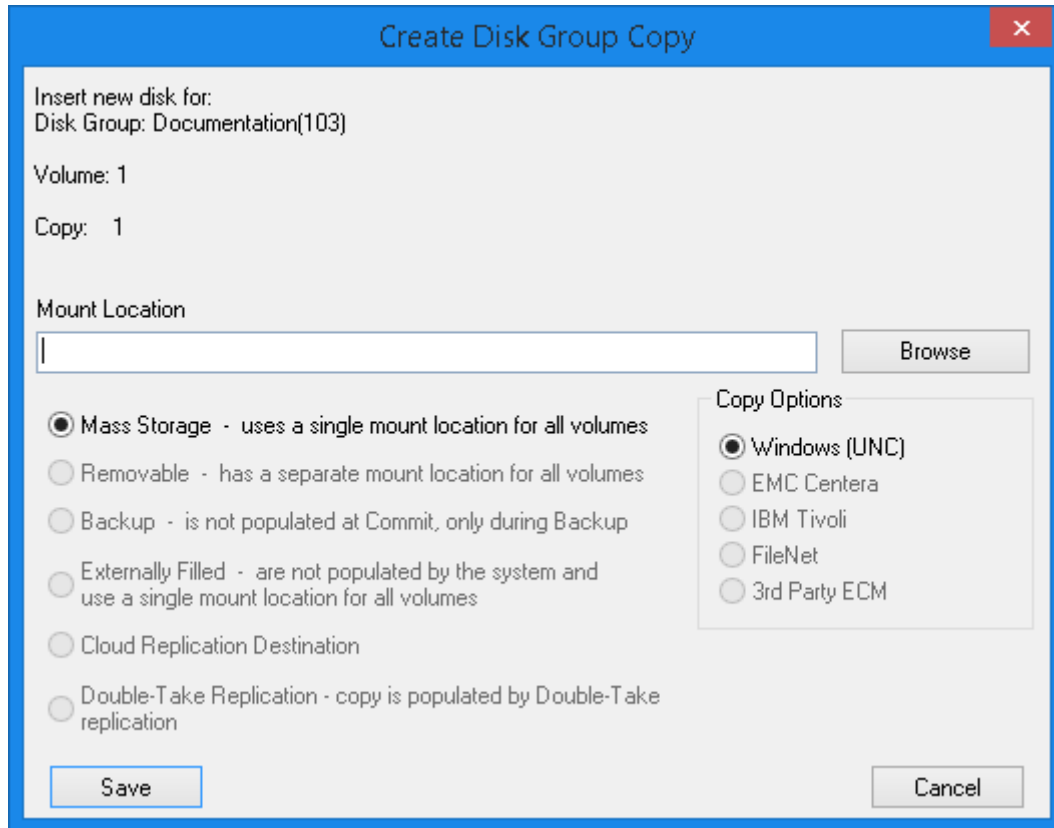 Create Disk Group Copy
Insert new disk for:
Disk Group: Documentation(103)
Volume: 1
Copy: 1
Mount Location
Browse
Mass Storage - uses a single mount location for all volumes
Removable - has a separate mount location for all volumes
Backup - is not populated at Commit, only during Backup
Externally Filled - are not populated by the system and
use a single mount location for all volumes
Cloud Replication Destination
Double-Take Replication - copy is populated by Double-Take
replication
Copy Options
Windows (UNC)
EMC Centera
IBM Tivoli
FileNet
3rd Party ECM
Save
Cancel